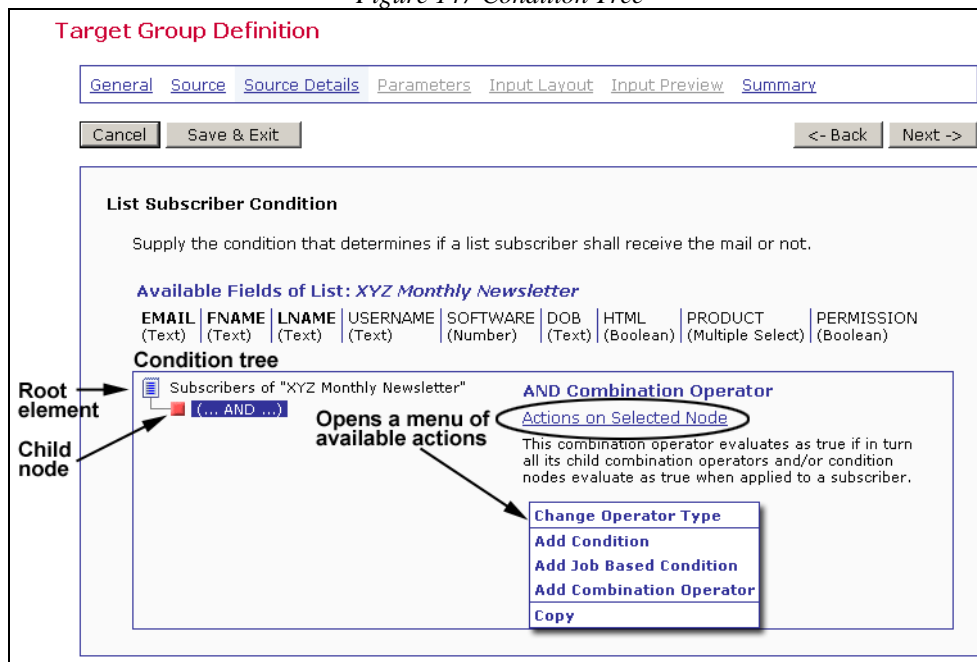 Figure 147 Condition Tree
Target Group Definition
General Source Source Details Parameters Input Layout Input Preview Summary
Cancel Save & Exit <- Back Next ->
List Subscriber Condition
Supply the condition that determines if a list subscriber shall receive the mail or not.
Available Fields of List: XYZ Monthly Newsletter
EMAIL FNAME LNAME USERNAME SOFTWARE DOB HTML PRODUCT PERMISSION
(Text) (Text) (Text) (Text) (Number) (Text) (Boolean) (Multiple Select) (Boolean)
Condition tree
Root element
Subscribers of "XYZ Monthly Newsletter"
(... AND ...)
Child node
Opens a menu of
available actions
AND Combination Operator
Actions on Selected Node
This combination operator evaluates as true if in turn
all its child combination operators and/or condition
nodes evaluate as true when applied to a subscriber.
Change Operator Type
Add Condition
Add Job Based Condition
Add Combination Operator
Copy